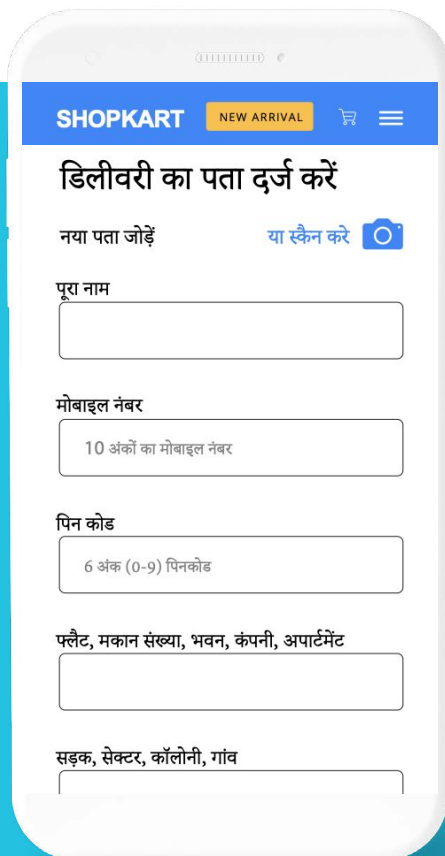 SHOPKART NEW ARRIVAL
डिलीवरी का पता दर्ज करें
नया पता जोड़ें या स्कैन करे
पूरा नाम
मोबाइल नंबर
10 अंकों का मोबाइल नंबर
पिन कोड
6 अंक (0-9) पिनकोड
फ्लैट, मकान संख्या, भवन, कंपनी, अपार्टमेंट
सड़क, सेक्टर, कॉलोनी, गांव